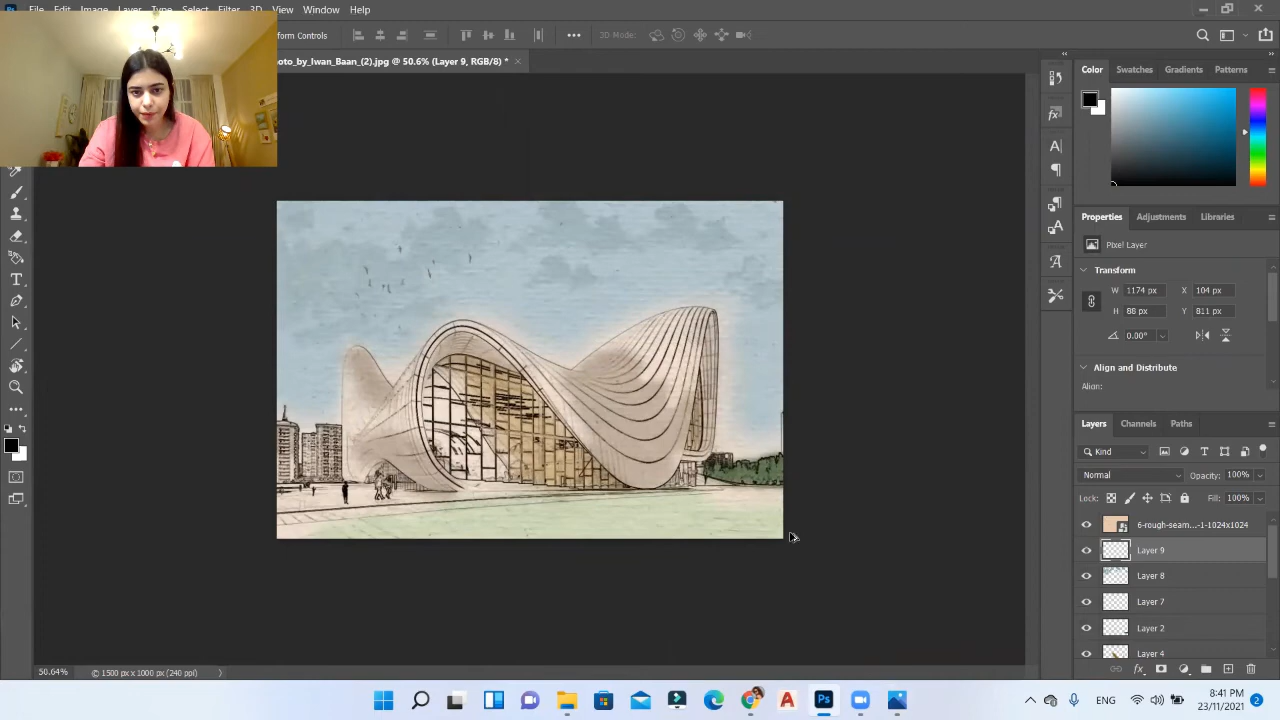 Ps File Edit Image Layer Type Select Filter 3D View Window Help
form Controls 3D Mode:
oto_by_Iwan_Baan_(2).jpg @ 50.6% (Layer 9, RGB/8) *
Color Swatches Gradients Patterns
Properties Adjustments Libraries
Pixel Layer
Transform
W 1174 px X 104 px
H 88 px Y 811 px
0.00°
Align and Distribute
Align:
Layers Channels Paths
Kind
Normal Opacity: 100%
Lock: Fill: 100%
6-rough-seam...-1-1024x1024
Layer 9
Layer 8
Layer 7
Layer 2
Layer 4
50.64% © 1500 px x 1000 px (240 ppi)
ENG
8:41 PM
23/11/2021
2